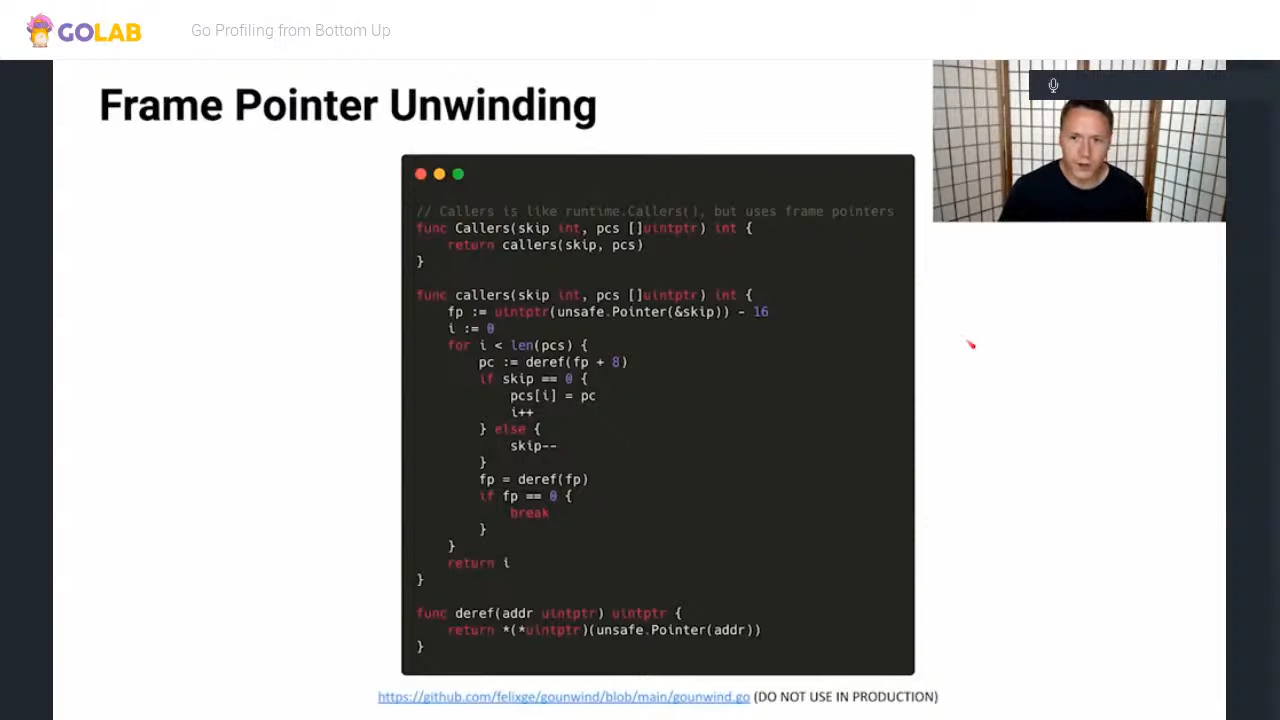 GOLAB
Go Profiling from Bottom Up
Frame Pointer Unwinding
// Callers is like runtime.Callers(), but uses frame pointers
func Callers(skip int, pcs []uintptr) int {
    return callers(skip, pcs)
}
func callers(skip int, pcs []uintptr) int {
    fp := uintptr(unsafe.Pointer(&skip)) - 16
    i := 0
    for i < len(pcs) {
        pc := deref(fp + 8)
        if skip == 0 {
            pcs[i] = pc
            i++
        } else {
            skip--
        }
        fp = deref(fp)
        if fp == 0 {
            break
        }
    }
    return i
}
func deref(addr uintptr) uintptr {
    return *(*uintptr)(unsafe.Pointer(addr))
}
https://github.com/felixge/gounwind/blob/main/gounwind.go (DO NOT USE IN PRODUCTION)